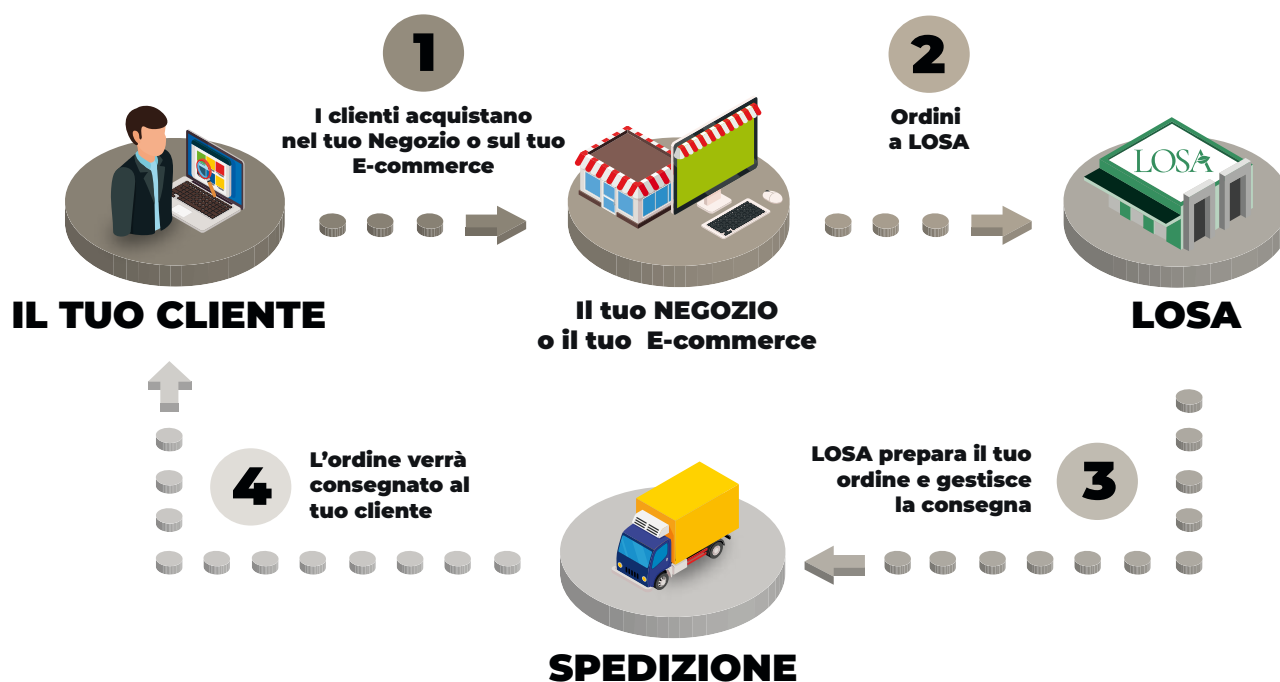 1
I clienti acquistano
nel tuo Negozio o sul tuo
E-commerce
2
Ordini
a LOSA
LOSA
IL TUO CLIENTE
Il tuo NEGOZIO
o il tuo E-commerce
LOSA
4
L’ordine verrà
consegnato al
tuo cliente
LOSA prepara il tuo
ordine e gestisce
la consegna
3
SPEDIZIONE